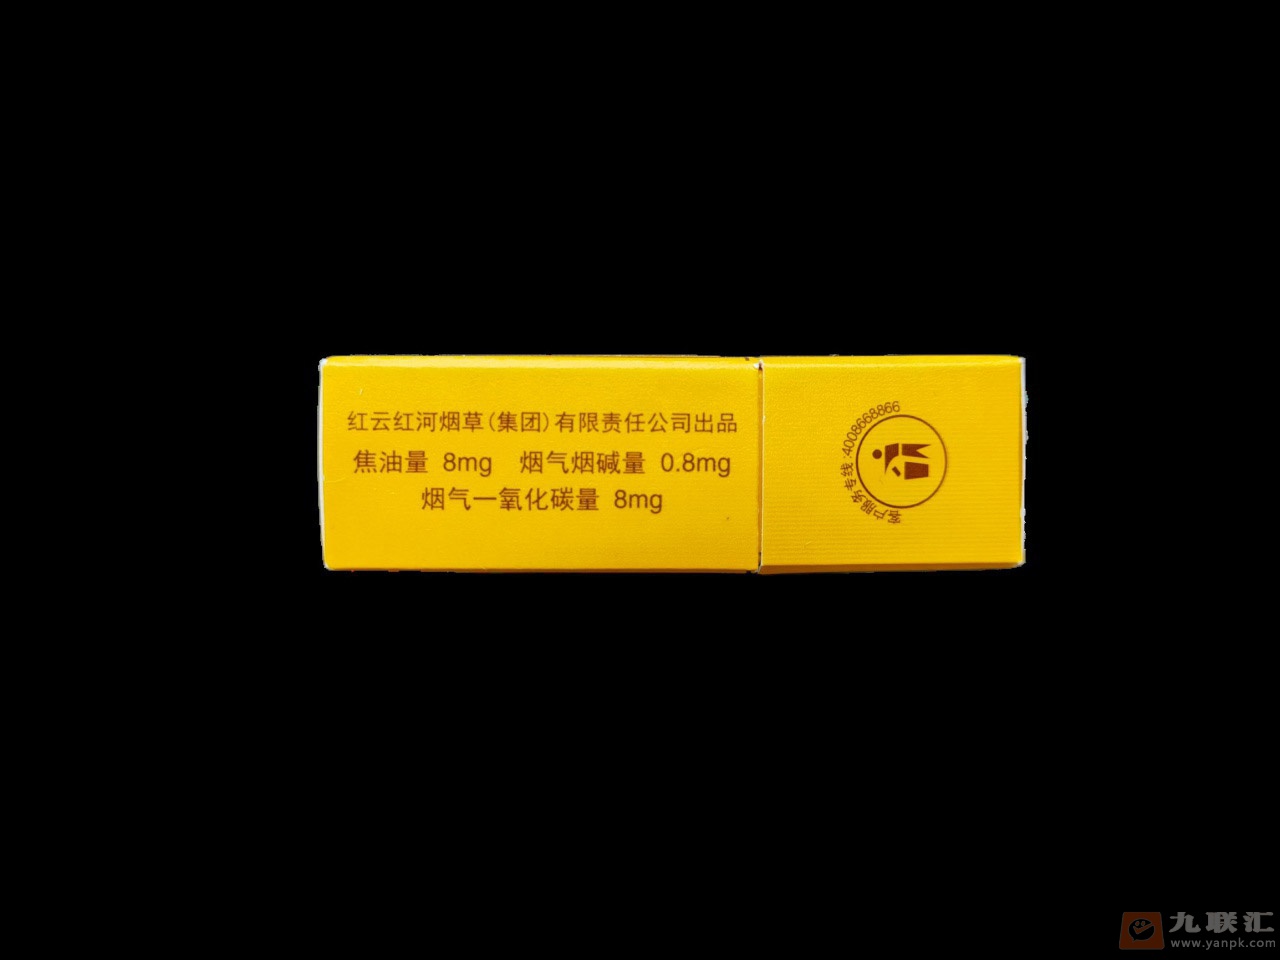 红云红河烟草(集团)有限责任公司出品
焦油量 8mg 烟气烟碱量 0.8mg
烟气一氧化碳量 8mg
客户服务专线:4008668866
九联汇
www.yanpk.com